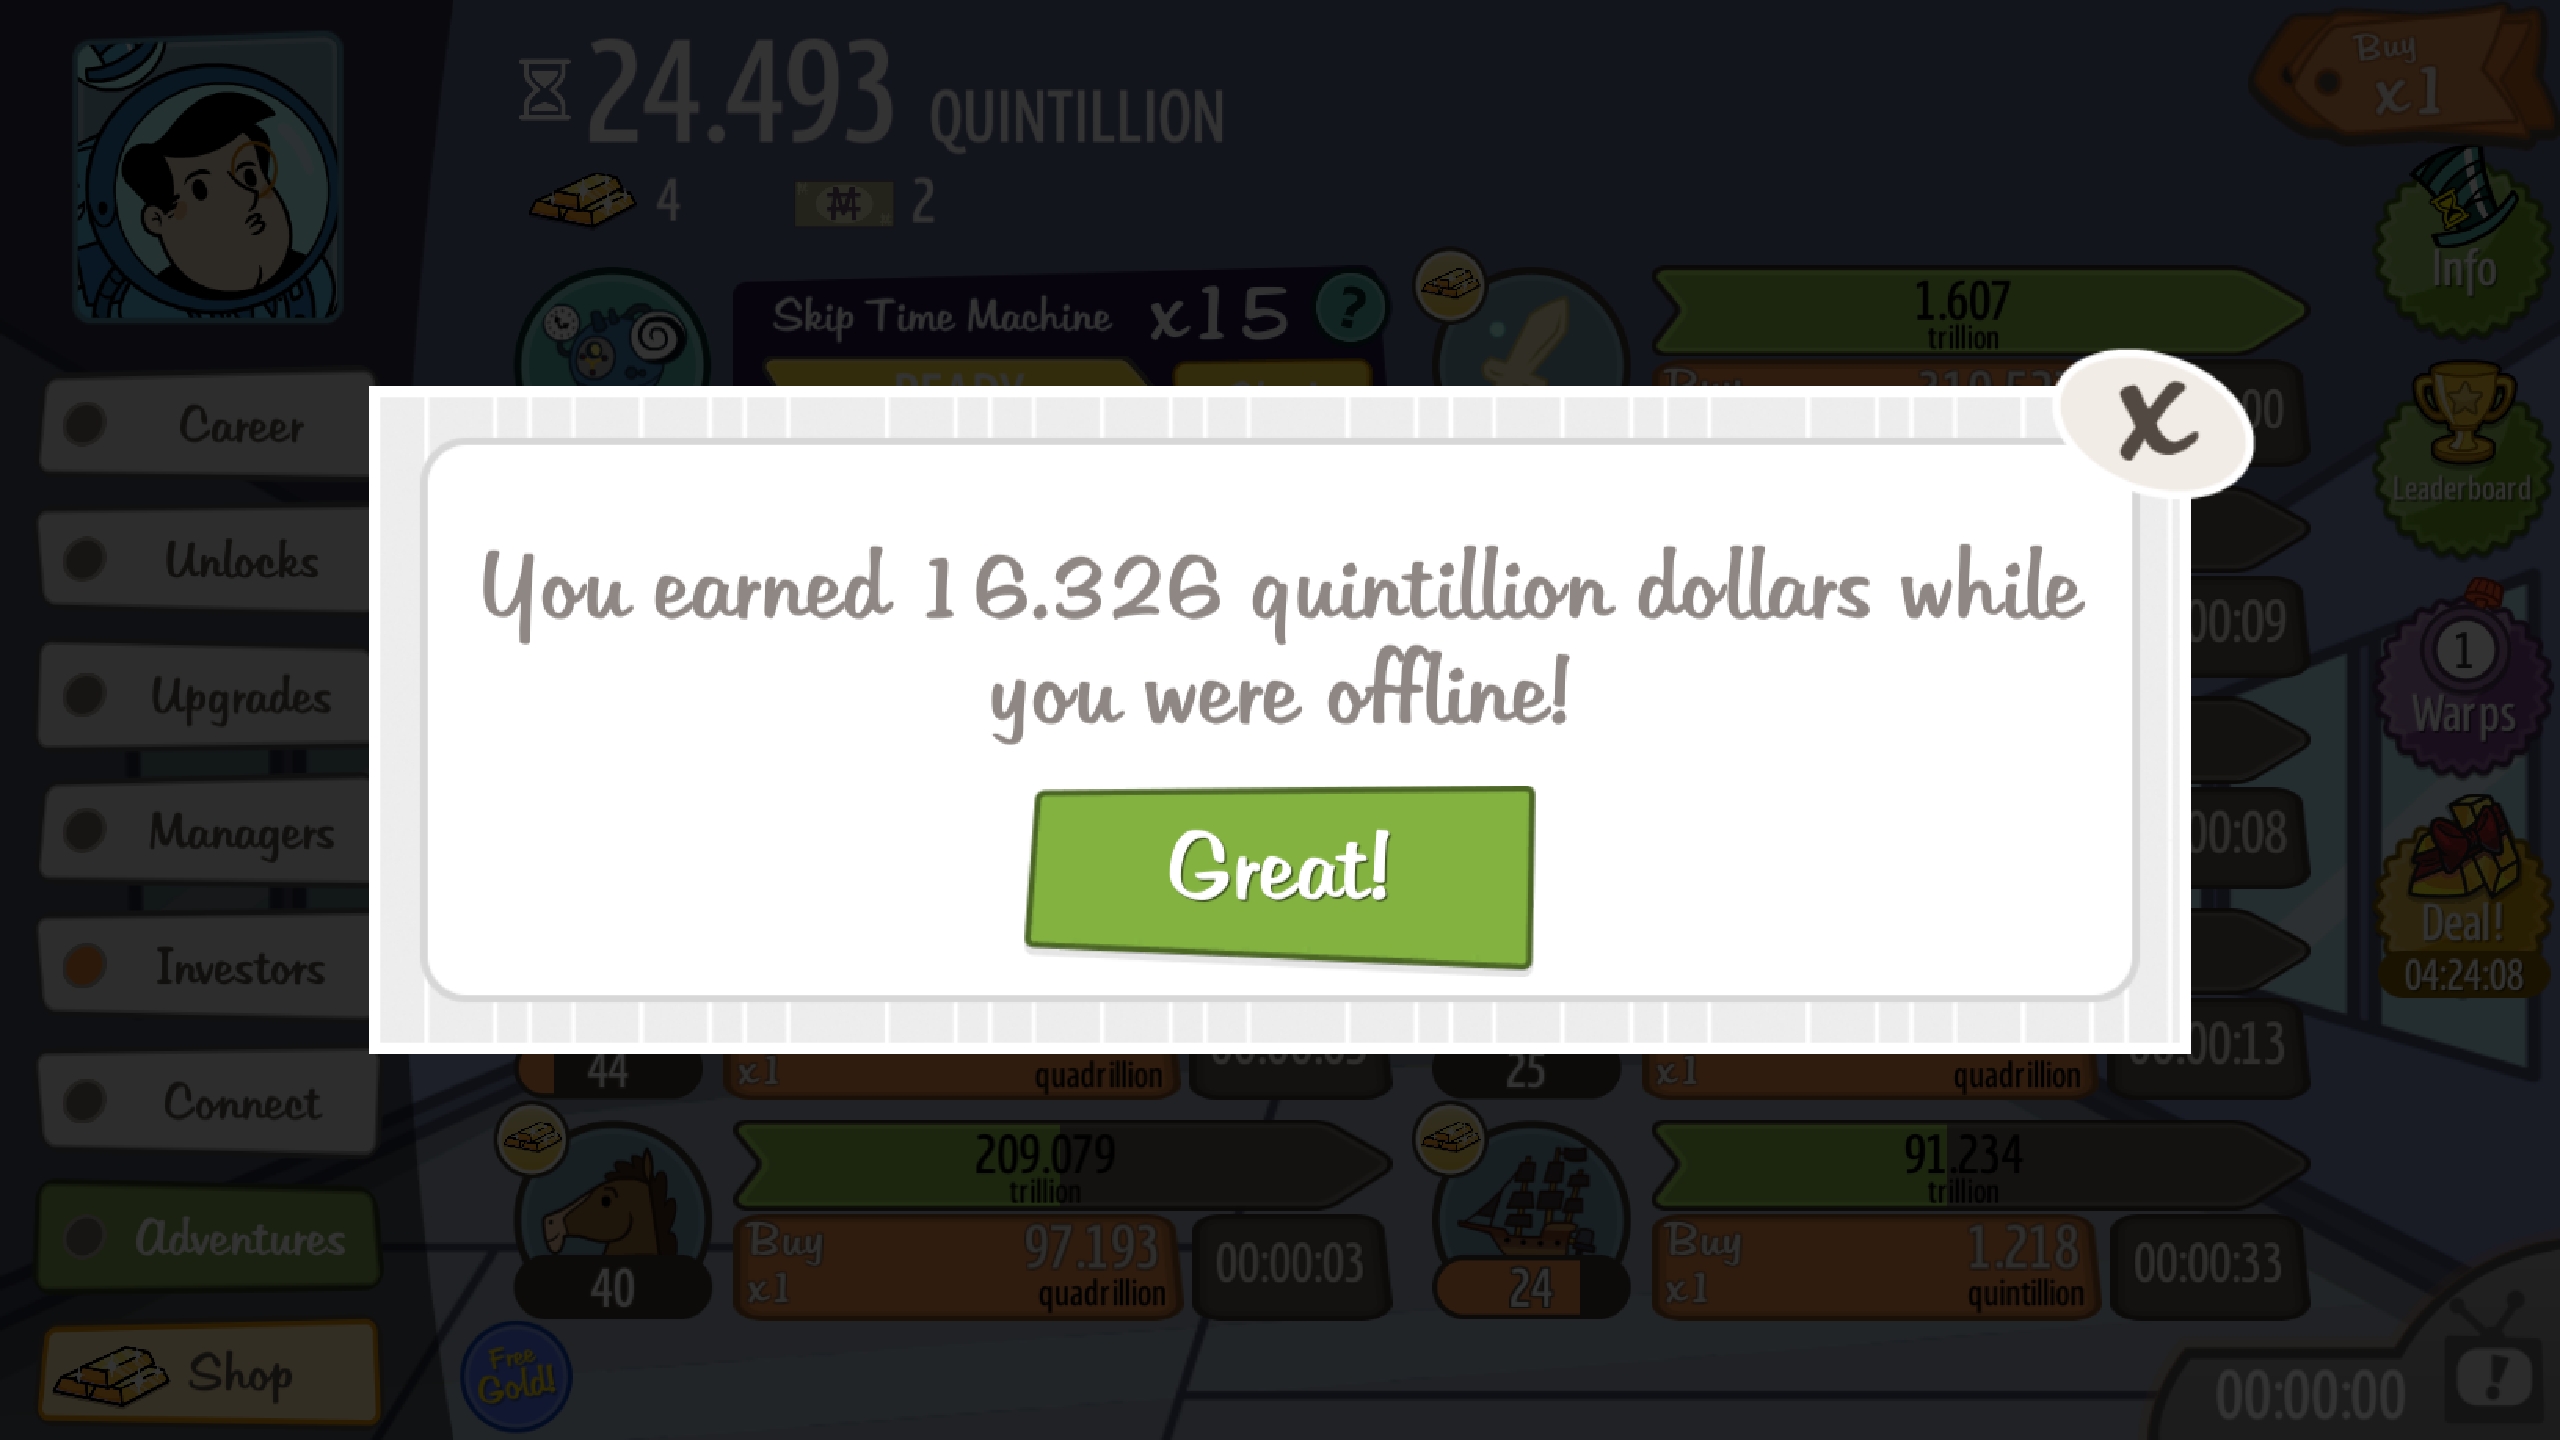 24.493 QUINTILLION
4
2
Buy
x1
Info
Leaderboard
1
Warps
Deal!
04:24:08
Skip Time Machine x15 ?
1.607
trillion
Career
Unlocks
Upgrades
Managers
Investors
Connect
Adventures
Shop
x
You earned 16.326 quintillion dollars while
you were offline!
Great!
00:09
00:08
00:13
44
x1
quadrillion
25
x1
quadrillion
209.079
trillion
40
Buy
x1
97.193
quadrillion
00:00:03
91.234
trillion
24
Buy
x1
1.218
quintillion
00:00:33
Free
Gold!
00:00:00
!